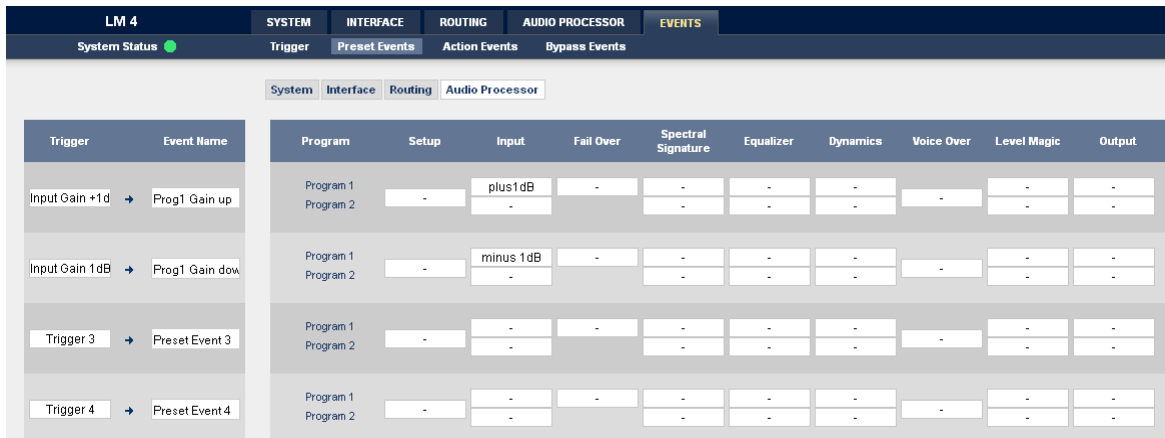 LM 4 SYSTEM INTERFACE ROUTING AUDIO PROCESSOR EVENTS
System Status Trigger Preset Events Action Events Bypass Events
System Interface Routing Audio Processor
Trigger Event Name Program Setup Input Fail Over Spectral Signature Equalizer Dynamics Voice Over Level Magic Output
Input Gain +1d → Prog1 Gain up
Program 1 - plus1dB - - - - - - -
Program 2 - - - - - -
Input Gain 1dB → Prog1 Gain dow
Program 1 - minus 1dB - - - - - - -
Program 2 - - - - - -
Trigger 3 → Preset Event 3
Program 1 - - - - - - - - -
Program 2 - - - - - -
Trigger 4 → Preset Event 4
Program 1 - - - - - - - - -
Program 2 - - - - - -